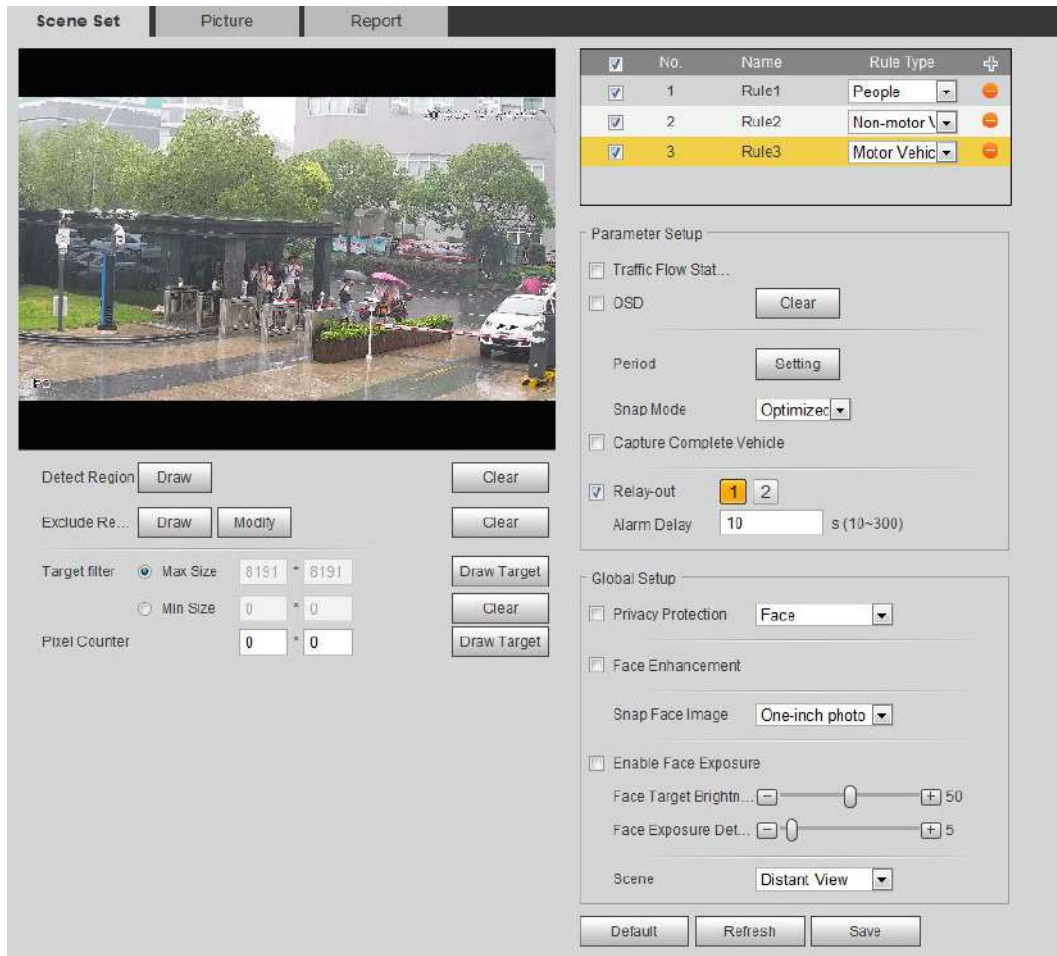 Scene Set Picture Report
No. Name Rule Type
1 Rule1 People
2 Rule2 Non-motor V
3 Rule3 Motor Vehic
Parameter Setup
Traffic Flow Stat...
OSD Clear
Period Setting
Snap Mode Optimized
Capture Complete Vehicle
Relay-out 1 2
Alarm Delay 10 s (10~300)
Detect Region Draw Clear
Exclude Re... Draw Modify Clear
Target filter Max Size 8191 * 8191 Draw Target
Min Size 0 * 0 Clear
Pixel Counter 0 * 0 Draw Target
Global Setup
Privacy Protection Face
Face Enhancement
Snap Face Image One-inch photo
Enable Face Exposure
Face Target Brightn... 50
Face Exposure Det... 5
Scene Distant View
Default Refresh Save